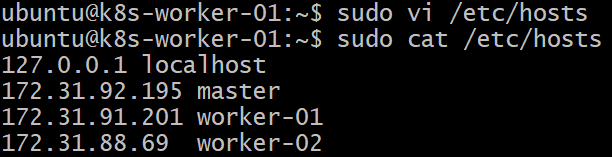 ubuntu@k8s-worker-01:~$ sudo vi /etc/hosts
ubuntu@k8s-worker-01:~$ sudo cat /etc/hosts
127.0.0.1 localhost
172.31.92.195 master
172.31.91.201 worker-01
172.31.88.69  worker-02